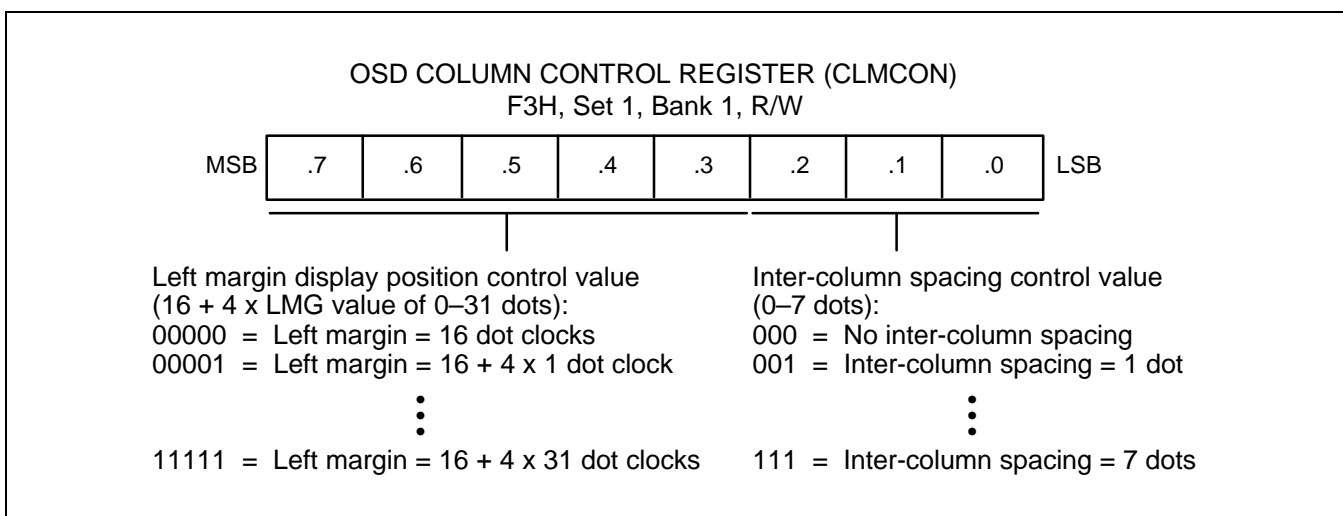 OSD COLUMN CONTROL REGISTER (CLMCON)
F3H, Set 1, Bank 1, R/W
MSB .7 .6 .5 .4 .3 .2 .1 .0 LSB
Left margin display position control value
(16 + 4 x LMG value of 0–31 dots):
00000 = Left margin = 16 dot clocks
00001 = Left margin = 16 + 4 x 1 dot clock
11111 = Left margin = 16 + 4 x 31 dot clocks
Inter-column spacing control value
(0–7 dots):
000 = No inter-column spacing
001 = Inter-column spacing = 1 dot
111 = Inter-column spacing = 7 dots